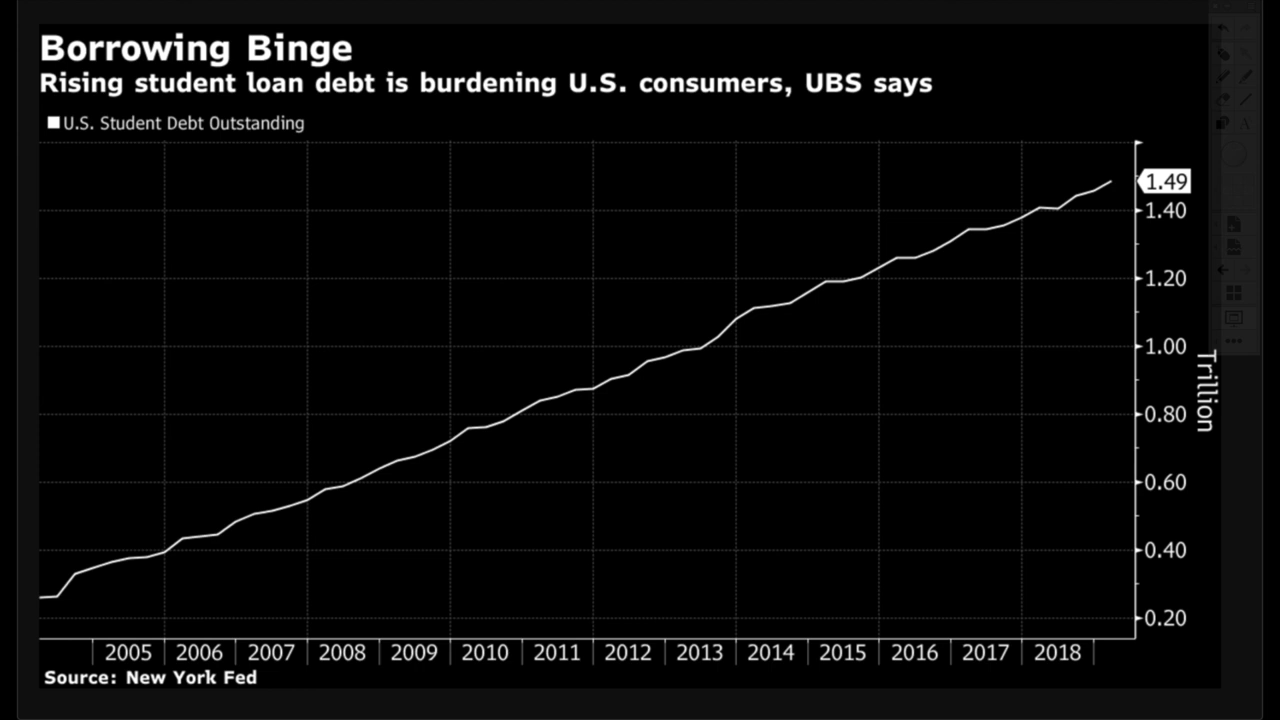 Borrowing Binge
Rising student loan debt is burdening U.S. consumers, UBS says
U.S. Student Debt Outstanding
1.49
1.40
1.20
1.00
0.80
0.60
0.40
0.20
Trillion
2005 2006 2007 2008 2009 2010 2011 2012 2013 2014 2015 2016 2017 2018
Source: New York Fed